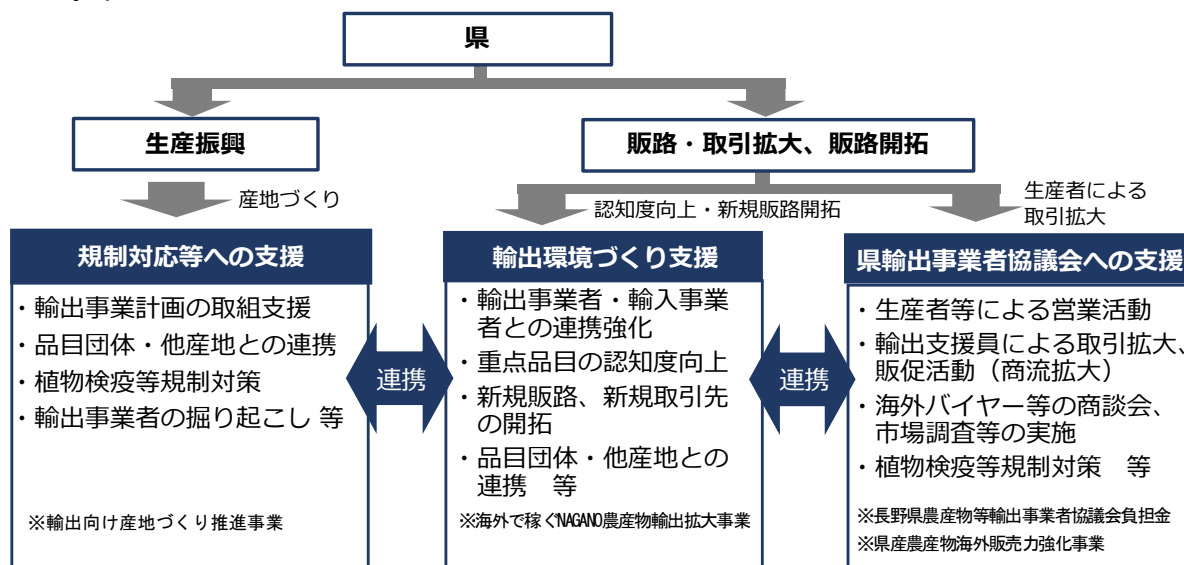 県
生産振興
販路・取引拡大、販路開拓
産地づくり
認知度向上・新規販路開拓
生産者による
取引拡大
規制対応等への支援
・輸出事業計画の取組支援
・品目団体・他産地との連携
・植物検疫等規制対策
・輸出事業者の掘り起こし 等
※輸出向け産地づくり推進事業
連携
輸出環境づくり支援
・輸出事業者・輸入事業
者との連携強化
・重点品目の認知度向上
・新規販路、新規取引先
の開拓
・品目団体・他産地との
連携 等
※海外で稼ぐNAGANO農産物輸出拡大事業
連携
県輸出事業者協議会への支援
・生産者等による営業活動
・輸出支援員による取引拡大、
販促活動（商流拡大）
・海外バイヤー等の商談会、
市場調査等の実施
・植物検疫等規制対策 等
※長野県農産物等輸出事業者協議会負担金
※県産農産物海外販売力強化事業